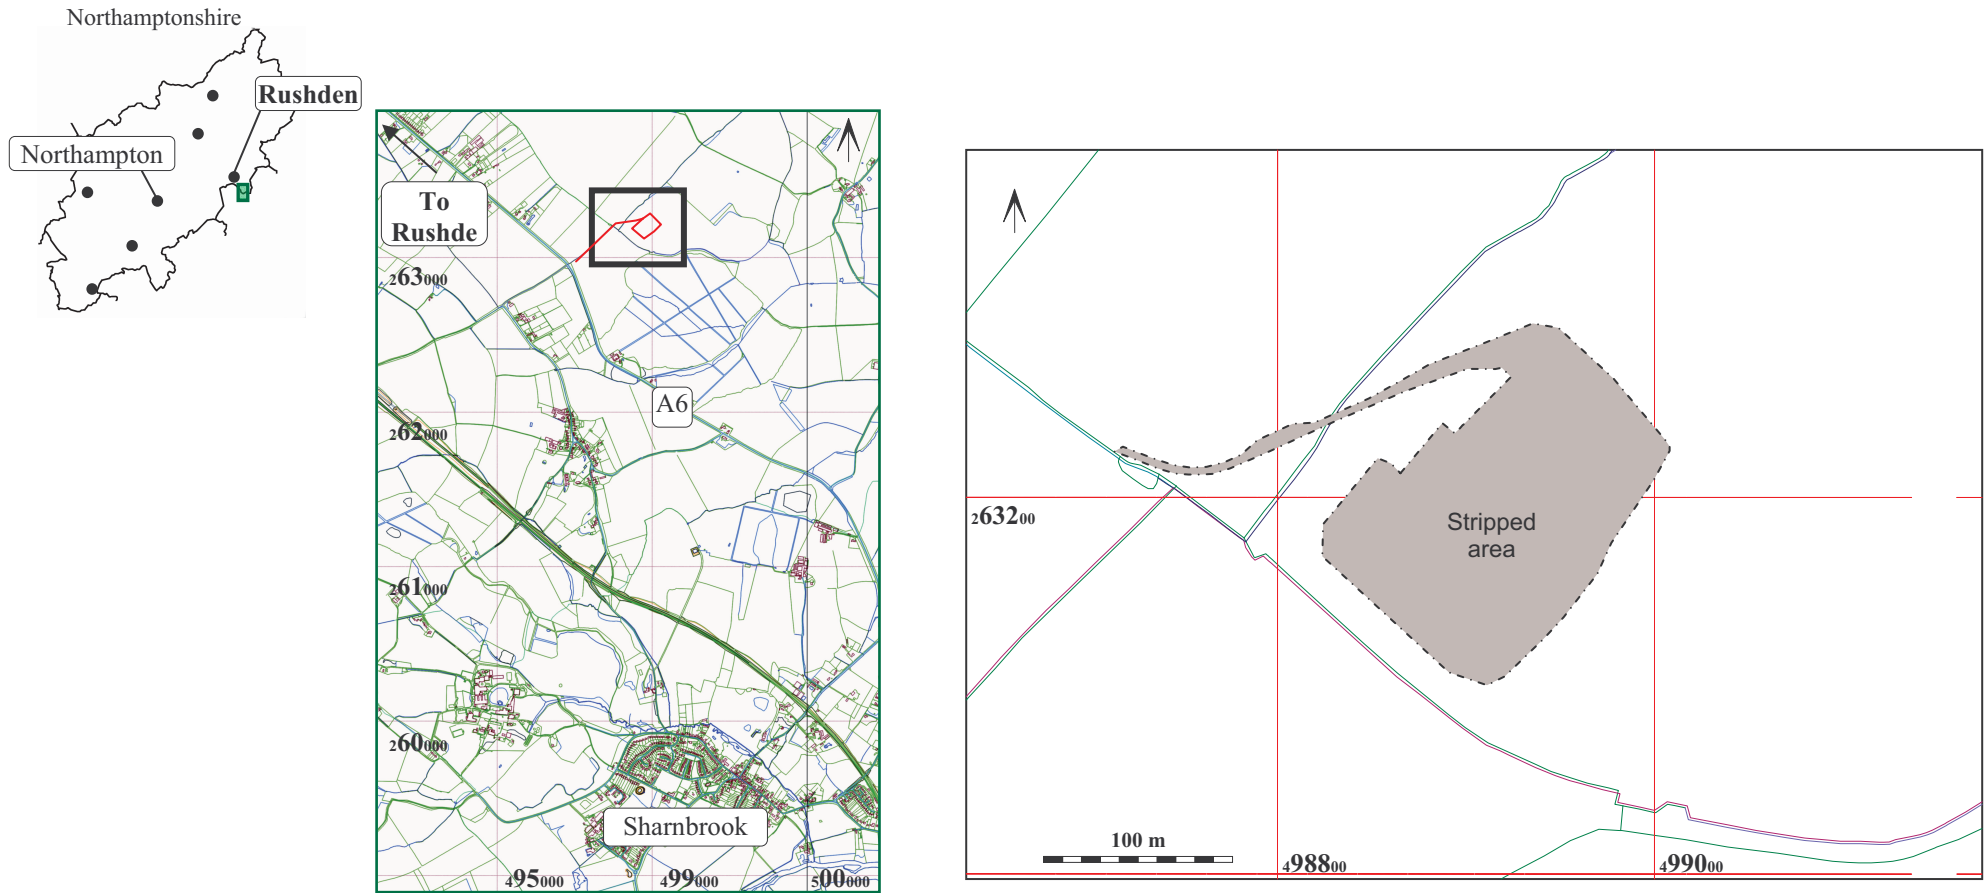 Northamptonshire
Rushden
Northampton
To
Rushde
263000
A6
262000
261000
260000
Sharnbrook
495000
499000
500000
Stripped
area
263200
100 m
498800
499000